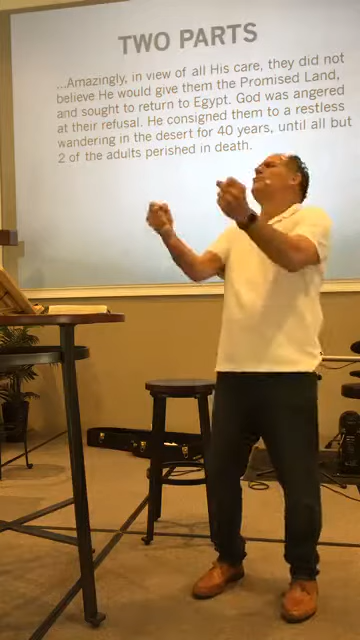 TWO PARTS
...Amazingly, in view of all His care, they did not
believe He would give them the Promised Land,
and sought to return to Egypt. God was angered
at their refusal. He consigned them to a restless
wandering in the desert for 40 years, until all but
2 of the adults perished in death.